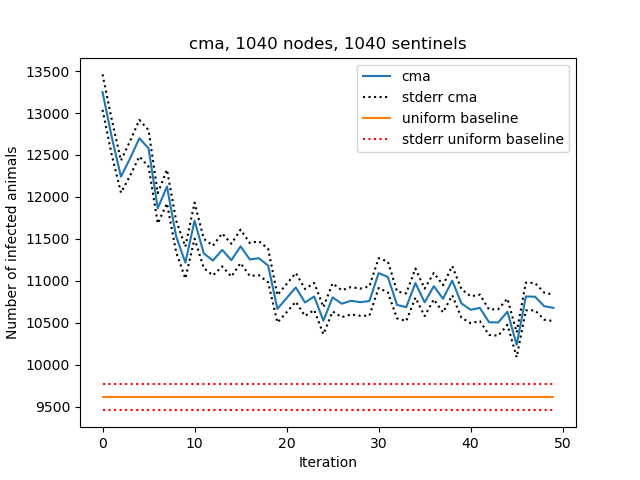 cma, 1040 nodes, 1040 sentinels
cma
stderr cma
uniform baseline
stderr uniform baseline
Number of infected animals
13500
13000
12500
12000
11500
11000
10500
10000
9500
0 10 20 30 40 50
Iteration